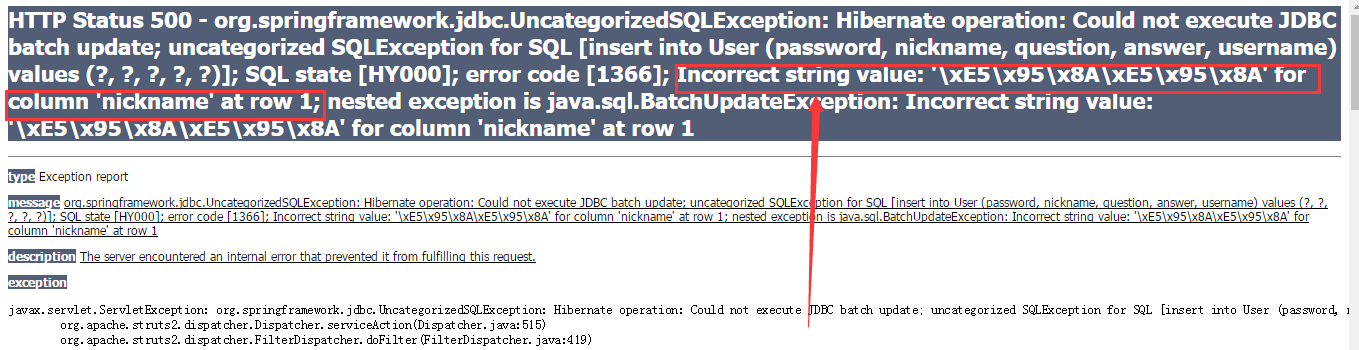 HTTP Status 500 - org.springframework.jdbc.UncategorizedSQLException: Hibernate operation: Could not execute JDBC
batch update; uncategorized SQLException for SQL [insert into User (password, nickname, question, answer, username)
values (?, ?, ?, ?, ?)]; SQL state [HY000]; error code [1366]; Incorrect string value: '\xE5\x95\x8A\xE5\x95\x8A' for
column 'nickname' at row 1; nested exception is java.sql.BatchUpdateException: Incorrect string value:
'\xE5\x95\x8A\xE5\x95\x8A' for column 'nickname' at row 1
type Exception report
message org.springframework.jdbc.UncategorizedSQLException: Hibernate operation: Could not execute JDBC batch update; uncategorized SQLException for SQL [insert into User (password, nickname, question, answer, username) values (?, ?,
?, ?, ?)]; SQL state [HY000]; error code [1366]; Incorrect string value: '\xE5\x95\x8A\xE5\x95\x8A' for column 'nickname' at row 1; nested exception is java.sql.BatchUpdateException: Incorrect string value: '\xE5\x95\x8A\xE5\x95\x8A' for
column 'nickname' at row 1
description The server encountered an internal error that prevented it from fulfilling this request.
exception
javax.servlet.ServletException: org.springframework.jdbc.UncategorizedSQLException: Hibernate operation: Could not execute JDBC batch update; uncategorized SQLException for SQL [insert into User (password,
org.apache.struts2.dispatcher.Dispatcher.serviceAction(Dispatcher.java:515)
org.apache.struts2.dispatcher.FilterDispatcher.doFilter(FilterDispatcher.java:419)